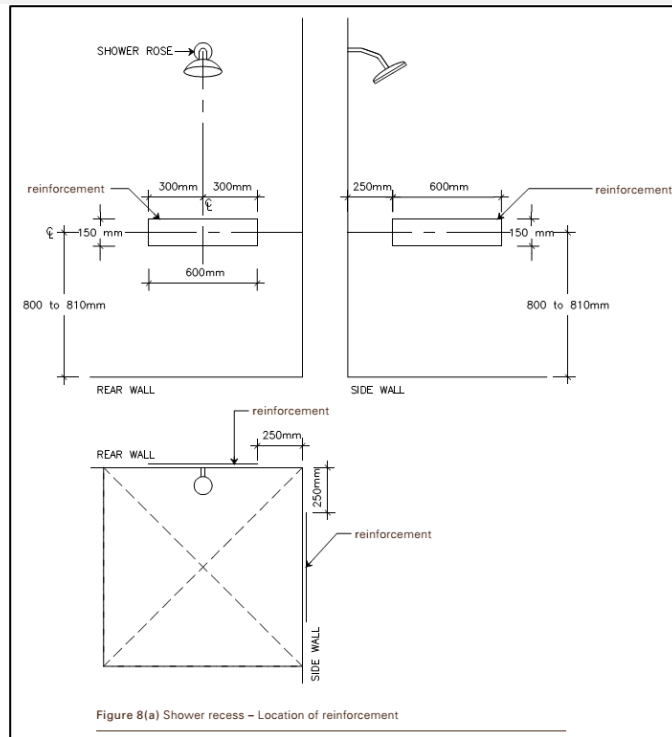 SHOWER ROSE
300mm 300mm
℄
reinforcement
℄
150 mm
600mm
800 to 810mm
REAR WALL
250mm 600mm
reinforcement
150 mm
800 to 810mm
SIDE WALL
reinforcement
250mm
REAR WALL
250mm
reinforcement
SIDE WALL
Figure 8(a) Shower recess – Location of reinforcement